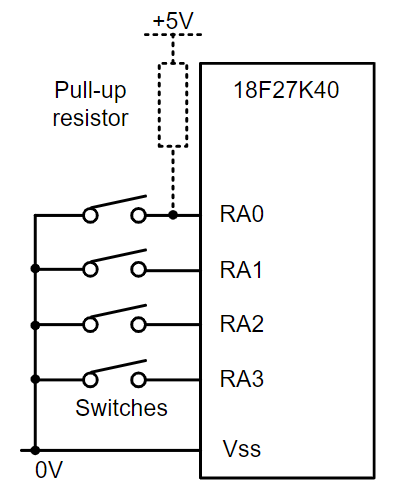 +5V
Pull-up
resistor
18F27K40
RA0
RA1
RA2
RA3
Switches
Vss
0V